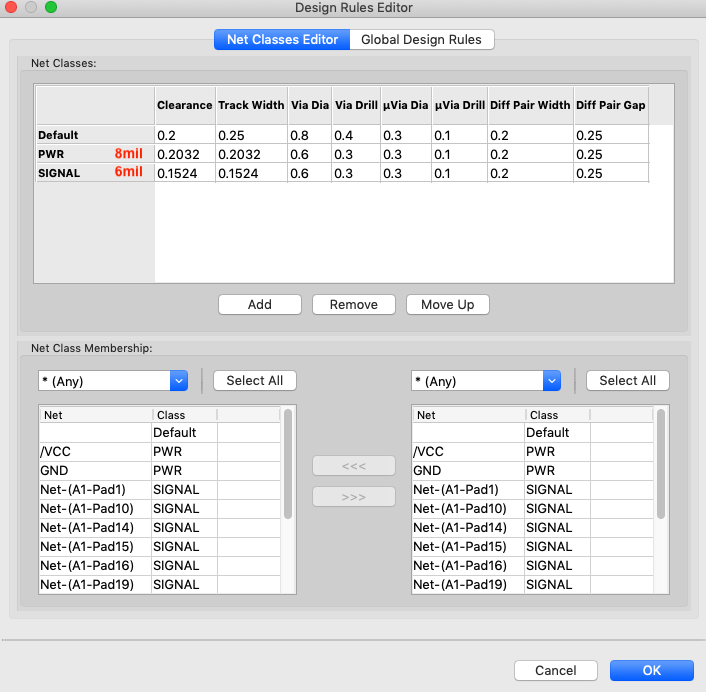 Design Rules Editor
Net Classes Editor Global Design Rules
Net Classes:
Clearance Track Width Via Dia Via Drill µVia Dia µVia Drill Diff Pair Width Diff Pair Gap
Default 0.2 0.25 0.8 0.4 0.3 0.1 0.2 0.25
PWR 8mil 0.2032 0.2032 0.6 0.3 0.3 0.1 0.2 0.25
SIGNAL 6mil 0.1524 0.1524 0.6 0.3 0.3 0.1 0.2 0.25
Add Remove Move Up
Net Class Membership:
* (Any) Select All * (Any) Select All
Net Class Net Class
Default Default
/VCC PWR /VCC PWR
GND PWR GND PWR
Net-(A1-Pad1) SIGNAL Net-(A1-Pad1) SIGNAL
<<<
Net-(A1-Pad10) SIGNAL Net-(A1-Pad10) SIGNAL
>>>
Net-(A1-Pad14) SIGNAL Net-(A1-Pad14) SIGNAL
Net-(A1-Pad15) SIGNAL Net-(A1-Pad15) SIGNAL
Net-(A1-Pad16) SIGNAL Net-(A1-Pad16) SIGNAL
Net-(A1-Pad19) SIGNAL Net-(A1-Pad19) SIGNAL
Cancel OK